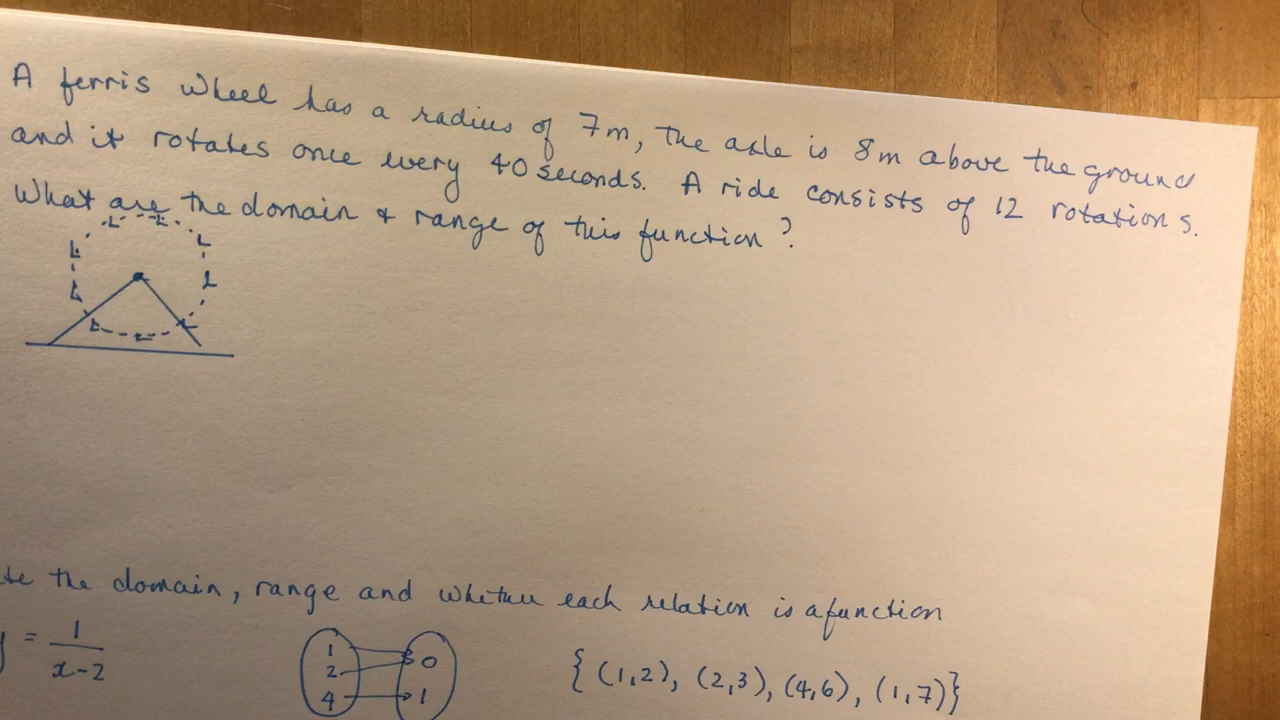 A ferris wheel has a radius of 7m, the axle is 8m above the ground
and it rotates once every 40 seconds. A ride consists of 12 rotations.
What are the domain & range of this function?
te the domain, range and whether each relation is a function
y = 1/(x-2)
1 2 4
0 1
{(1,2), (2,3), (4,6), (1,7)}